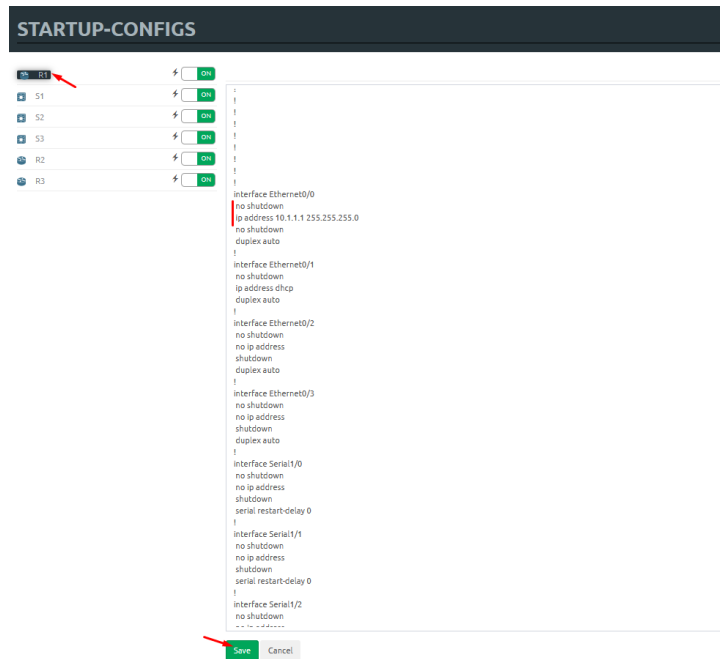 STARTUP-CONFIGS
R1 ON
S1 ON
S2 ON
S3 ON
R2 ON
R3 ON
!
!
!
!
!
!
!
!
interface Ethernet0/0
no shutdown
ip address 10.1.1.1 255.255.255.0
no shutdown
duplex auto
!
interface Ethernet0/1
no shutdown
ip address dhcp
duplex auto
!
interface Ethernet0/2
no shutdown
no ip address
shutdown
duplex auto
!
interface Ethernet0/3
no shutdown
no ip address
shutdown
duplex auto
!
interface Serial1/0
no shutdown
no ip address
shutdown
serial restart-delay 0
!
interface Serial1/1
no shutdown
no ip address
shutdown
serial restart-delay 0
!
interface Serial1/2
no shutdown
Save Cancel